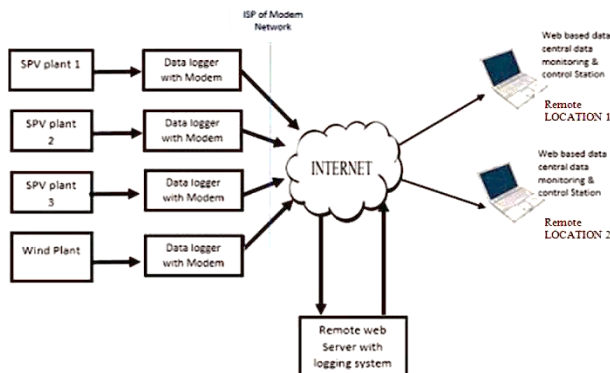 ISP of Modem
Network
SPV plant 1
Data logger
with Modem
SPV plant
2
Data logger
with Modem
SPV plant
3
Data logger
with Modem
Wind Plant
Data logger
with Modem
INTERNET
Web based data
central data
monitoring &
control Station
Remote
LOCATION 1
Web based data
central data
monitoring &
control Station
Remote
LOCATION 2
Remote web
Server with
logging system